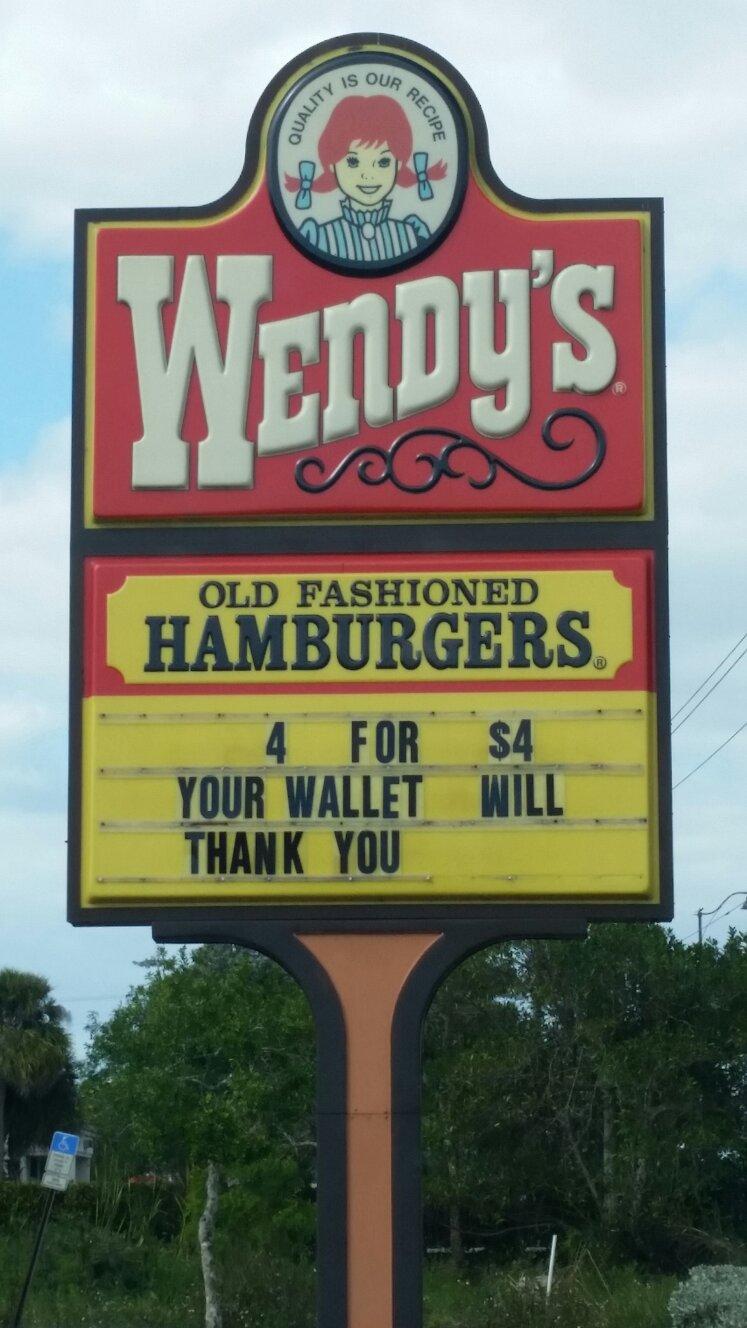 QUALITY IS OUR RECIPE
WENDY'S ®
OLD FASHIONED
HAMBURGERS ®
4 FOR $4
YOUR WALLET WILL
THANK YOU